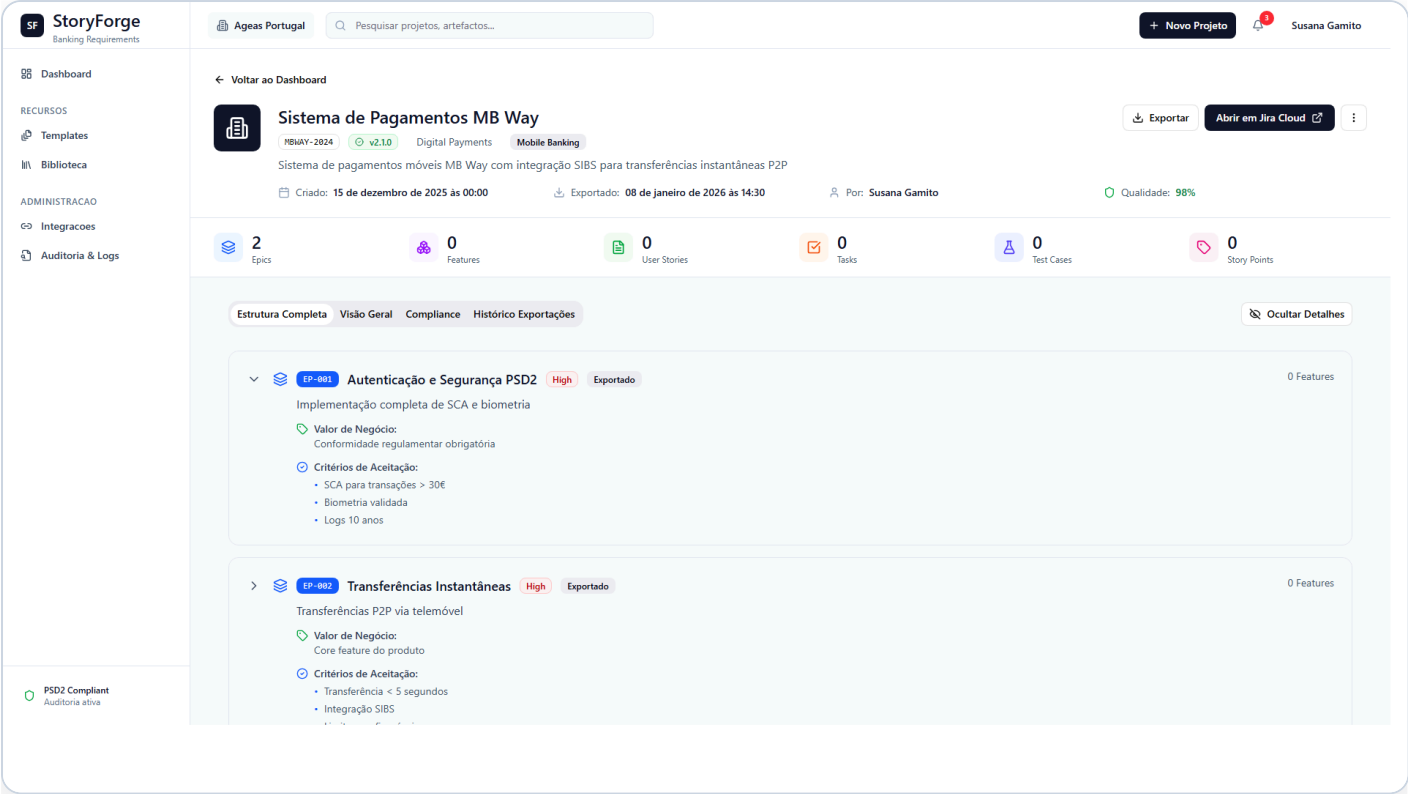 SF
StoryForge
Banking Requirements
Ageas Portugal
Pesquisar projetos, artefactos...
Novo Projeto
3
Susana Gamito
Dashboard
RECURSOS
Templates
Biblioteca
ADMINISTRACAO
Integracoes
Auditoria & Logs
PSD2 Compliant
Auditoria ativa
Voltar ao Dashboard
Sistema de Pagamentos MB Way
Exportar
Abrir em Jira Cloud
MBWAY-2024 v2.1.0 Digital Payments Mobile Banking
Sistema de pagamentos móveis MB Way com integração SIBS para transferências instantâneas P2P
Criado: 15 de dezembro de 2025 às 00:00 Exportado: 08 de janeiro de 2026 às 14:30 Por: Susana Gamito Qualidade: 98%
2
Epics
0
Features
0
User Stories
0
Tasks
0
Test Cases
0
Story Points
Estrutura Completa Visão Geral Compliance Histórico Exportações
Ocultar Detalhes
EP-001 Autenticação e Segurança PSD2 High Exportado
0 Features
Implementação completa de SCA e biometria
Valor de Negócio:
Conformidade regulamentar obrigatória
Critérios de Aceitação:
• SCA para transações > 30€
• Biometria validada
• Logs 10 anos
EP-002 Transferências Instantâneas High Exportado
0 Features
Transferências P2P via telemóvel
Valor de Negócio:
Core feature do produto
Critérios de Aceitação:
• Transferência < 5 segundos
• Integração SIBS